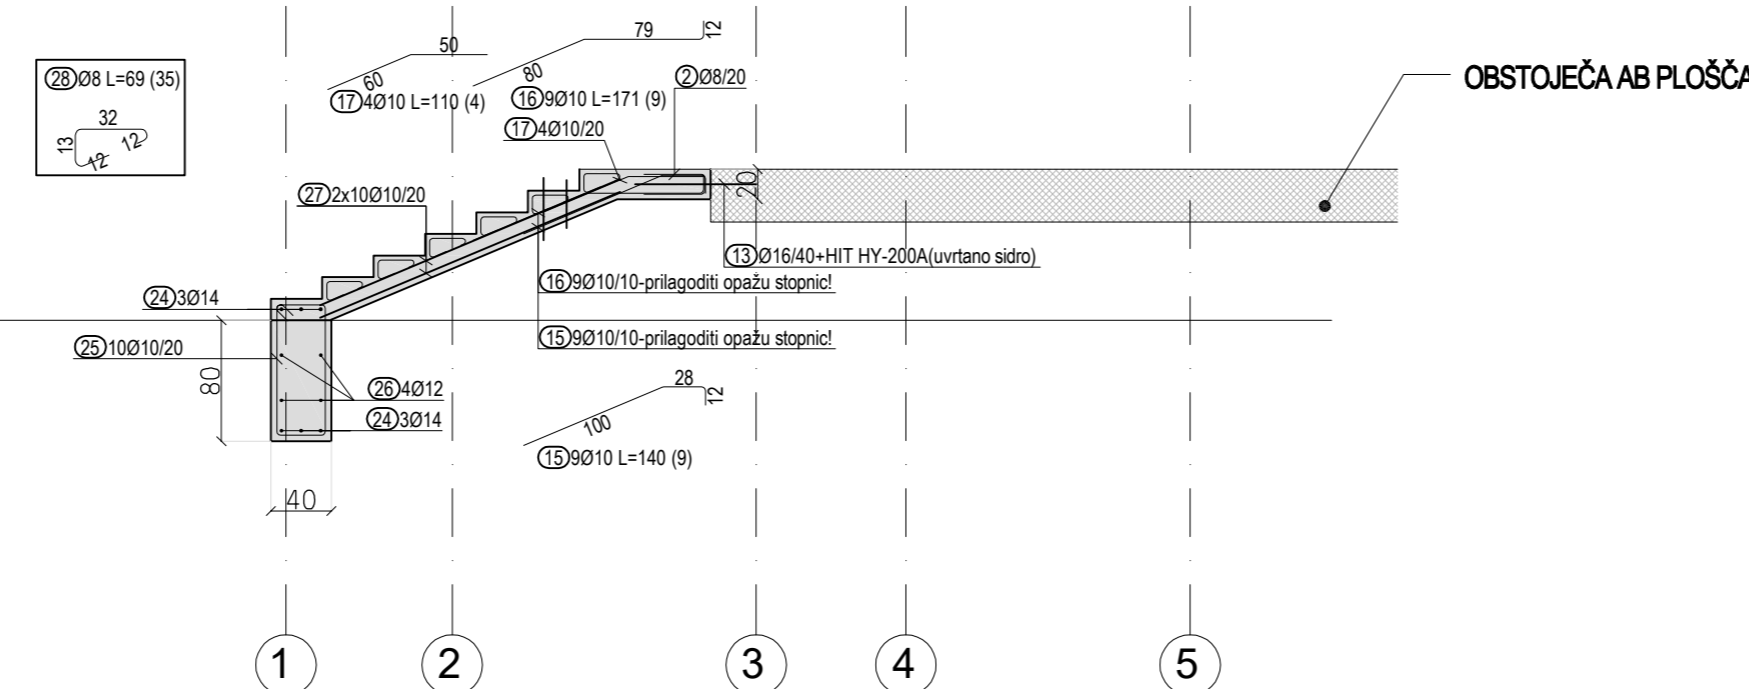 50
79
12
28 Ø8 L=69 (35)
60
80
2 Ø8/20
OBSTOJEČA AB PLOŠČA
17 4Ø10 L=110 (4)
16 9Ø10 L=171 (9)
32
13
12
12
17 4Ø10/20
27 2x10Ø10/20
20
13 Ø16/40+HIT HY-200A(uvrtano sidro)
16 9Ø10/10-prilagoditi opažu stopnic!
24 3Ø14
15 9Ø10/10-prilagoditi opažu stopnic!
25 10Ø10/20
80
26 4Ø12
28
12
24 3Ø14
100
15 9Ø10 L=140 (9)
40
1
2
3
4
5